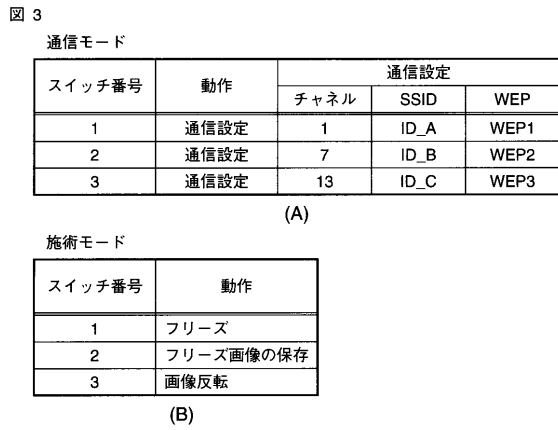 図 3
通信モード
スイッチ番号 動作 通信設定
チャネル SSID WEP
1 通信設定 1 ID_A WEP1
2 通信設定 7 ID_B WEP2
3 通信設定 13 ID_C WEP3
(A)
施術モード
スイッチ番号 動作
1 フリーズ
2 フリーズ画像の保存
3 画像反転
(B)